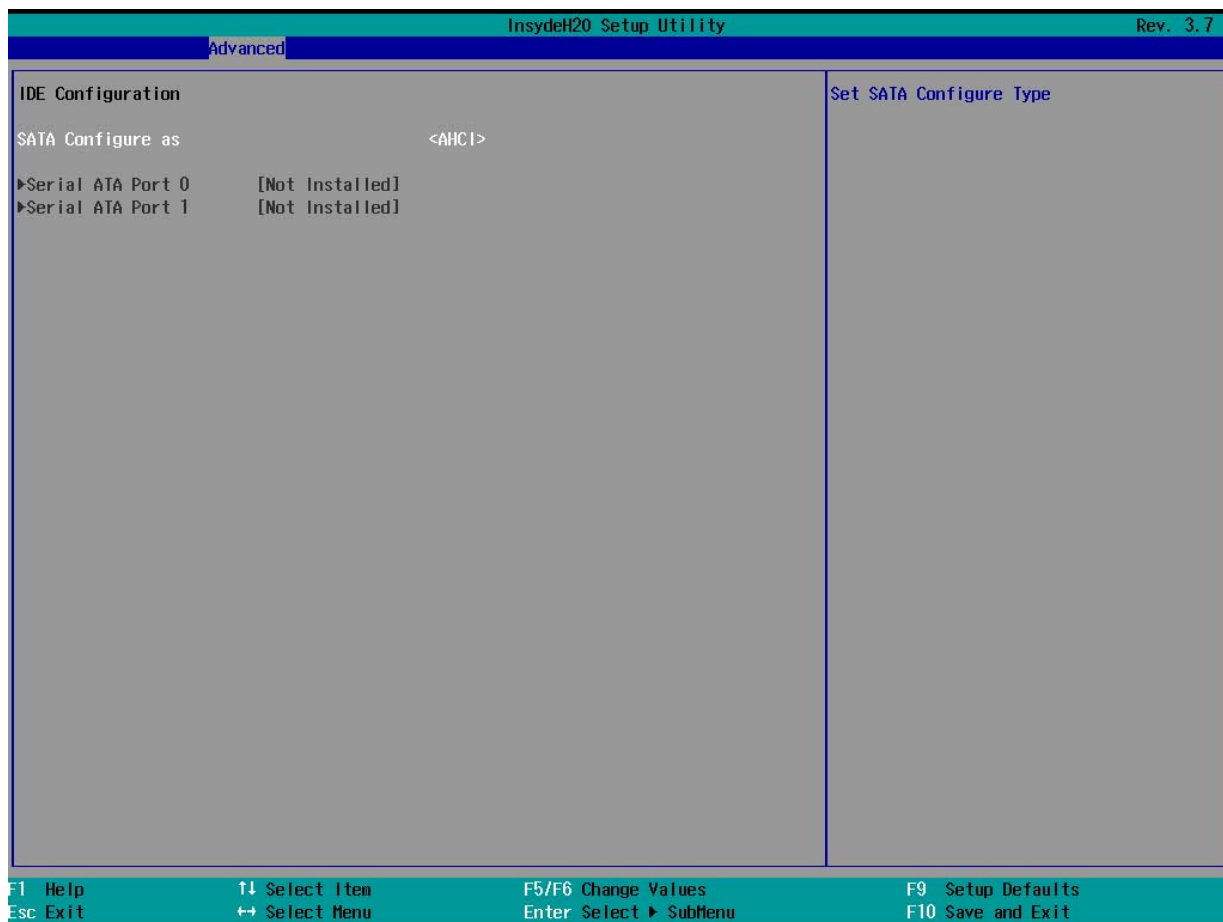 InsydeH20 Setup Utility Rev. 3.7
Advanced
IDE Configuration
Set SATA Configure Type
SATA Configure as <AHCI>
▶Serial ATA Port 0 [Not Installed]
▶Serial ATA Port 1 [Not Installed]
F1 Help ↑↓ Select Item F5/F6 Change Values F9 Setup Defaults
Esc Exit ↔ Select Menu Enter Select ▶ SubMenu F10 Save and Exit